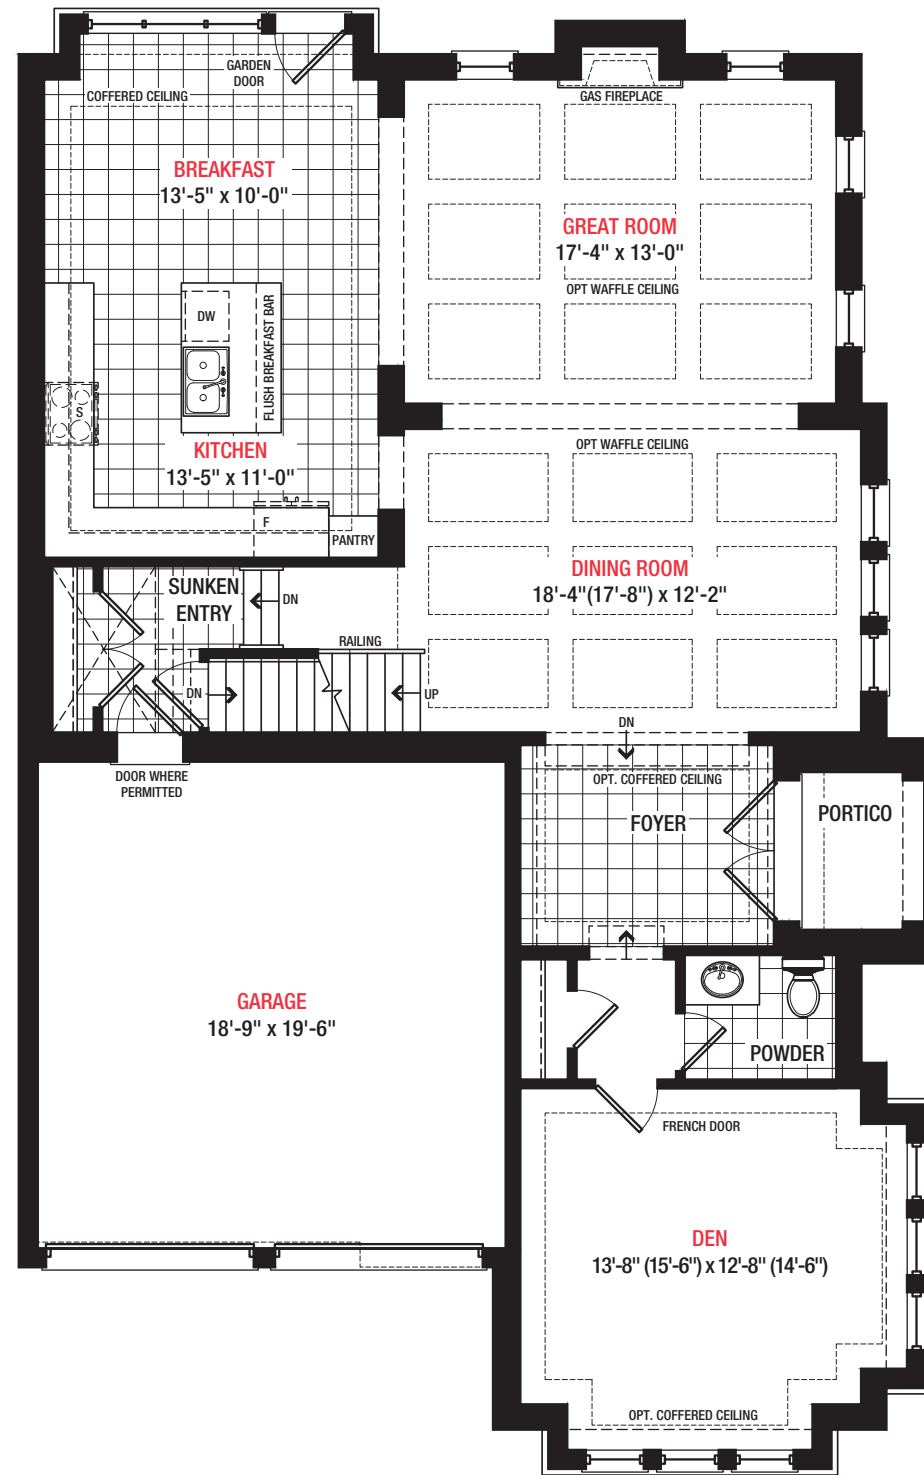 GARDEN
DOOR
COFFERED CEILING
GAS FIREPLACE
BREAKFAST
13'-5" x 10'-0"
GREAT ROOM
17'-4" x 13'-0"
OPT WAFFLE CEILING
DW
FLUSH BREAKFAST BAR
S
KITCHEN
13'-5" x 11'-0"
OPT WAFFLE CEILING
F
PANTRY
DINING ROOM
18'-4"(17'-8") x 12'-2"
SUNKEN
ENTRY
DN
RAILING
DN
UP
DN
DOOR WHERE
PERMITTED
OPT. COFFERED CEILING
FOYER
PORTICO
GARAGE
18'-9" x 19'-6"
POWDER
FRENCH DOOR
DEN
13'-8" (15'-6") x 12'-8" (14'-6")
OPT. COFFERED CEILING